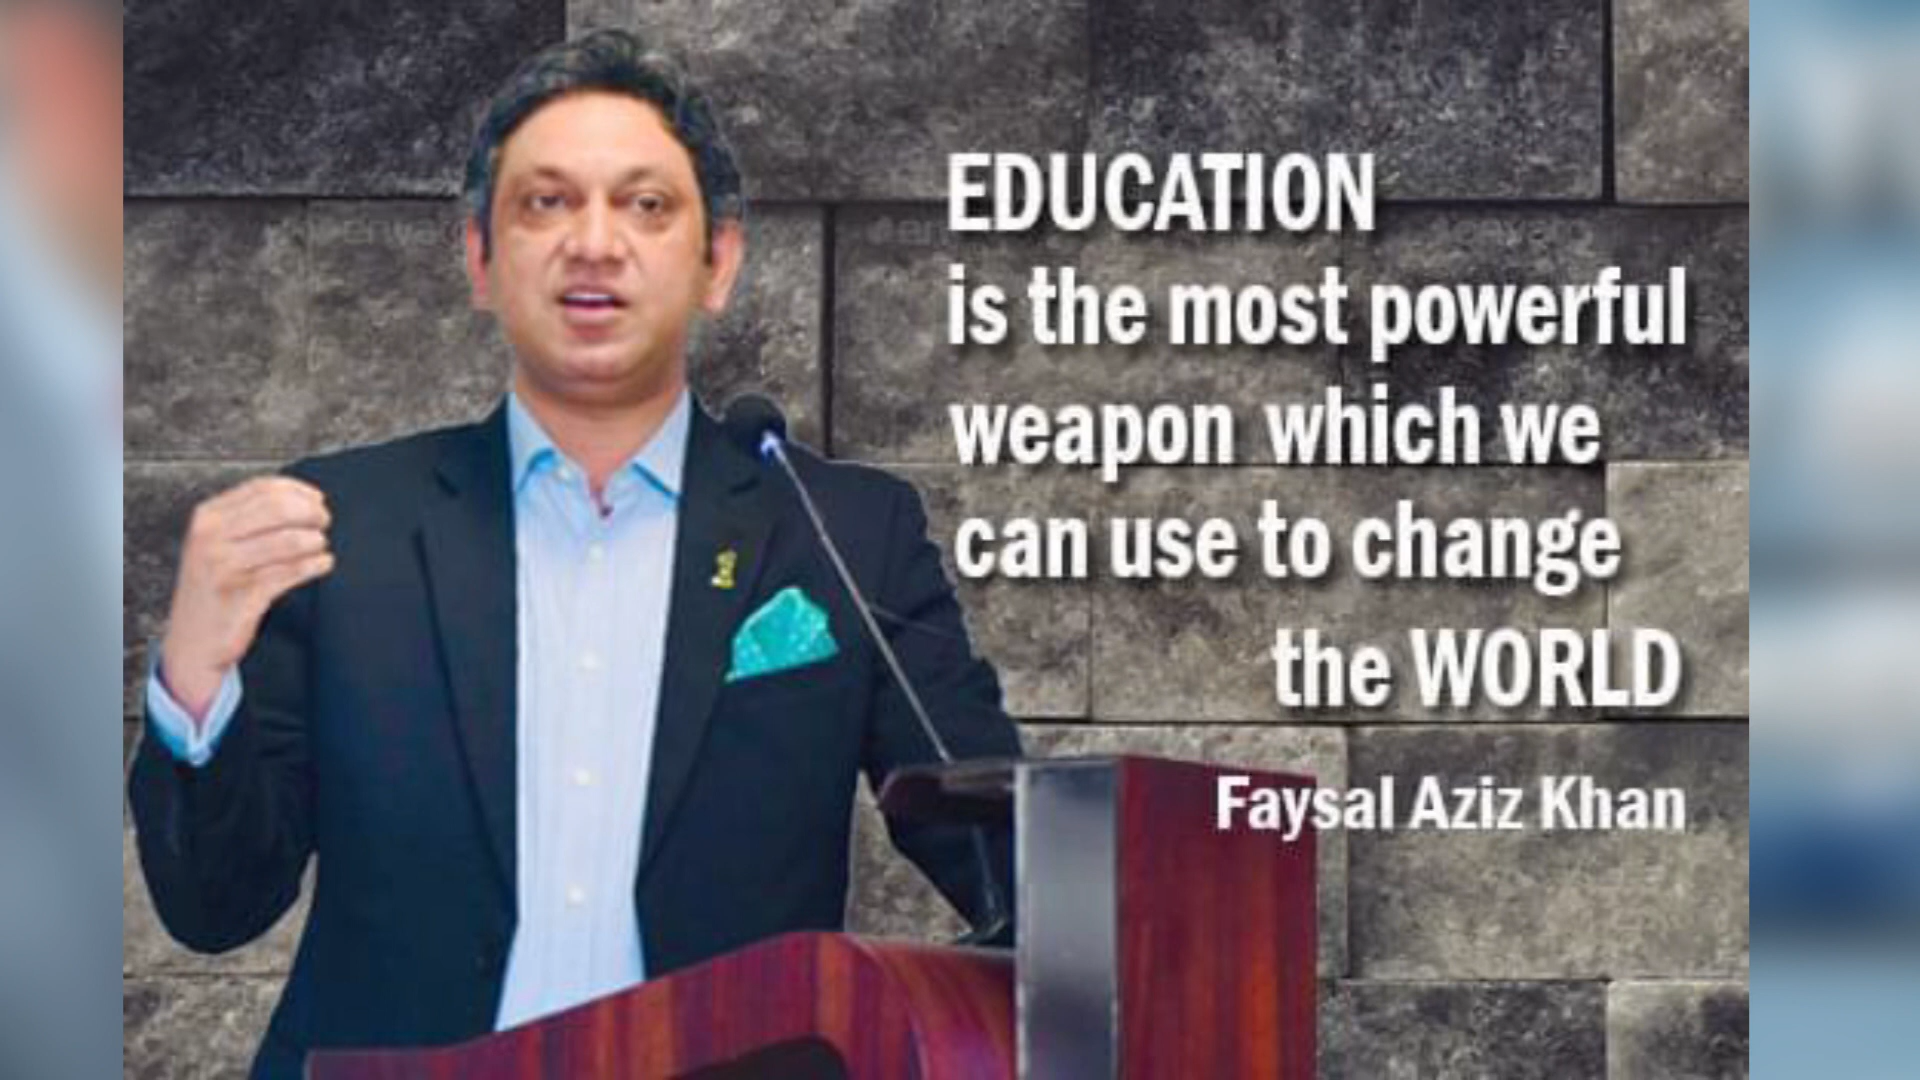 EDUCATION
is the most powerful
weapon which we
can use to change
the WORLD
Faysal Aziz Khan